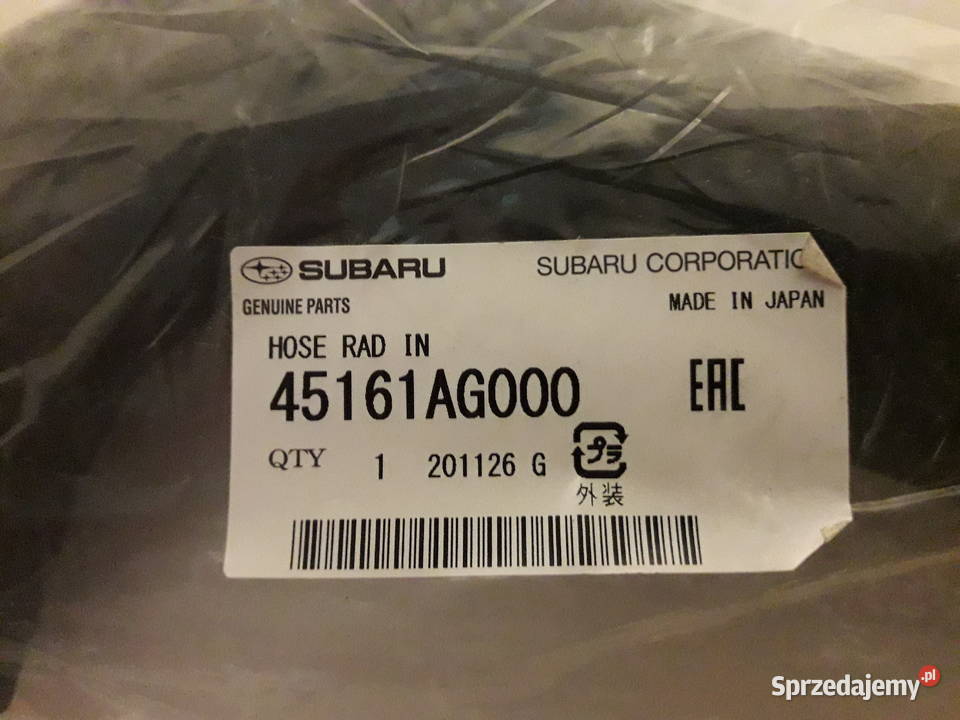 SUBARU SUBARU CORPORATIO
GENUINE PARTS MADE IN JAPAN
HOSE RAD IN
45161AG000 EAC
QTY 1 201126 G プラ
外装
Sprzedajemy.pl